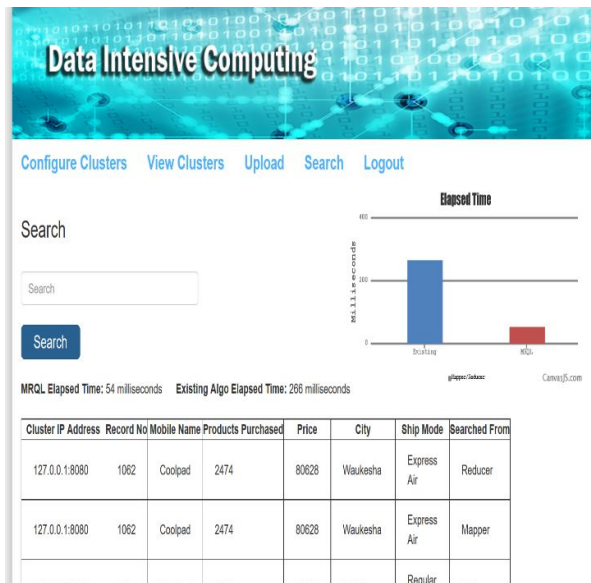 Data Intensive Computing
Configure Clusters View Clusters Upload Search Logout
Search
Search
Search
Elapsed Time
Milliseconds
400
200
0
Existing MRQL
CanvasJS.com
MRQL Elapsed Time: 54 milliseconds Existing Algo Elapsed Time: 266 milliseconds
Cluster IP Address Record No Mobile Name Products Purchased Price City Ship Mode Searched From
127.0.0.1:8080 1062 Coolpad 2474 80628 Waukesha Express Air Reducer
127.0.0.1:8080 1062 Coolpad 2474 80628 Waukesha Express Air Mapper
Regular